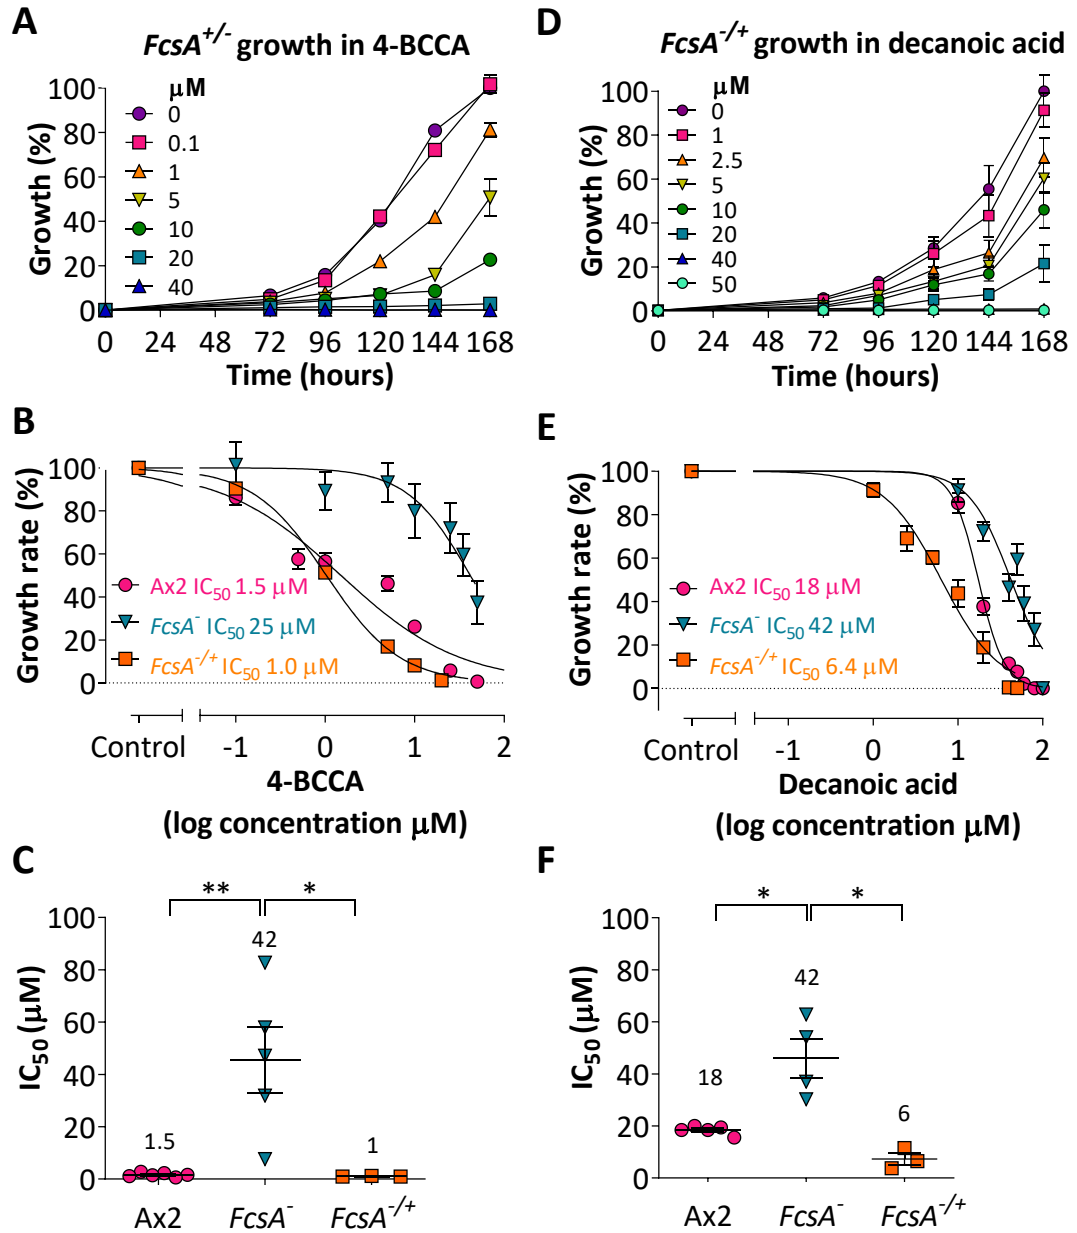 A
FcsA+/- growth in 4-BCCA
μM
0
0.1
1
5
10
20
40
Growth (%)
100
80
60
40
20
0
0 24 48 72 96 120 144 168
Time (hours)
D
FcsA-/+ growth in decanoic acid
μM
0
1
2.5
5
10
20
40
50
Growth (%)
100
80
60
40
20
0
0 24 48 72 96 120 144 168
Time (hours)
B
Growth rate (%)
100
80
60
40
20
0
Ax2 IC50 1.5 μM
FcsA- IC50 25 μM
FcsA-/+ IC50 1.0 μM
Control -1 0 1 2
4-BCCA
(log concentration μM)
E
Growth rate (%)
100
80
60
40
20
0
Ax2 IC50 18 μM
FcsA- IC50 42 μM
FcsA-/+ IC50 6.4 μM
Control -1 0 1 2
Decanoic acid
(log concentration μM)
C
** *
IC50 (μM)
100
80
60
40
20
0
1.5
42
1
Ax2 FcsA- FcsA-/+
F
* *
IC50 (μM)
100
80
60
40
20
0
18
42
6
Ax2 FcsA- FcsA-/+